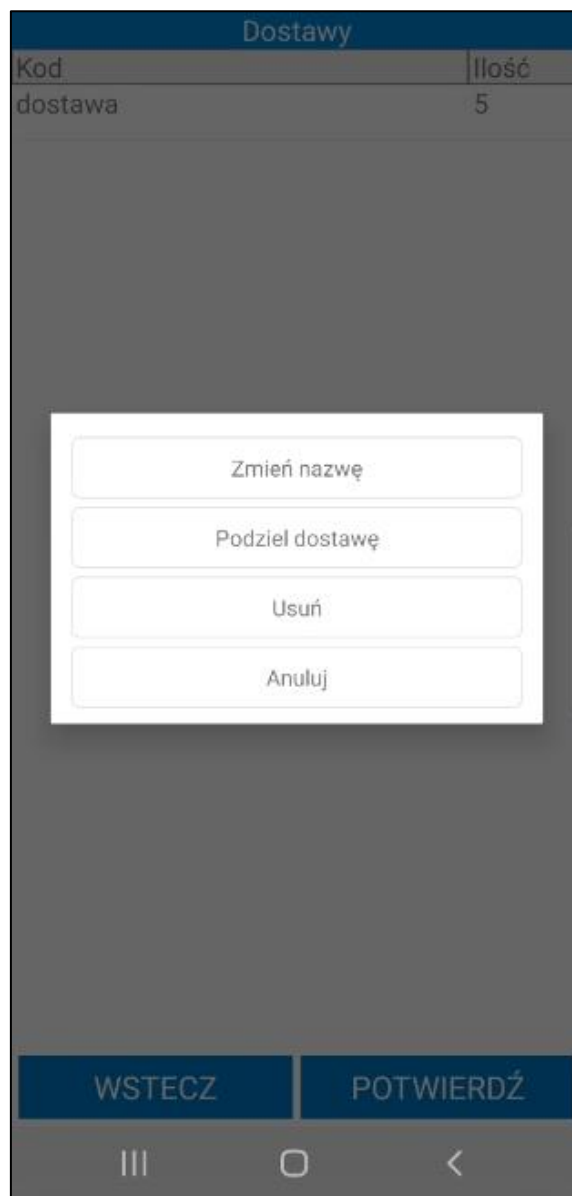 Dostawy
Kod Ilość
dostawa 5
Zmień nazwę
Podziel dostawę
Usuń
Anuluj
WSTECZ POTWIERDŹ